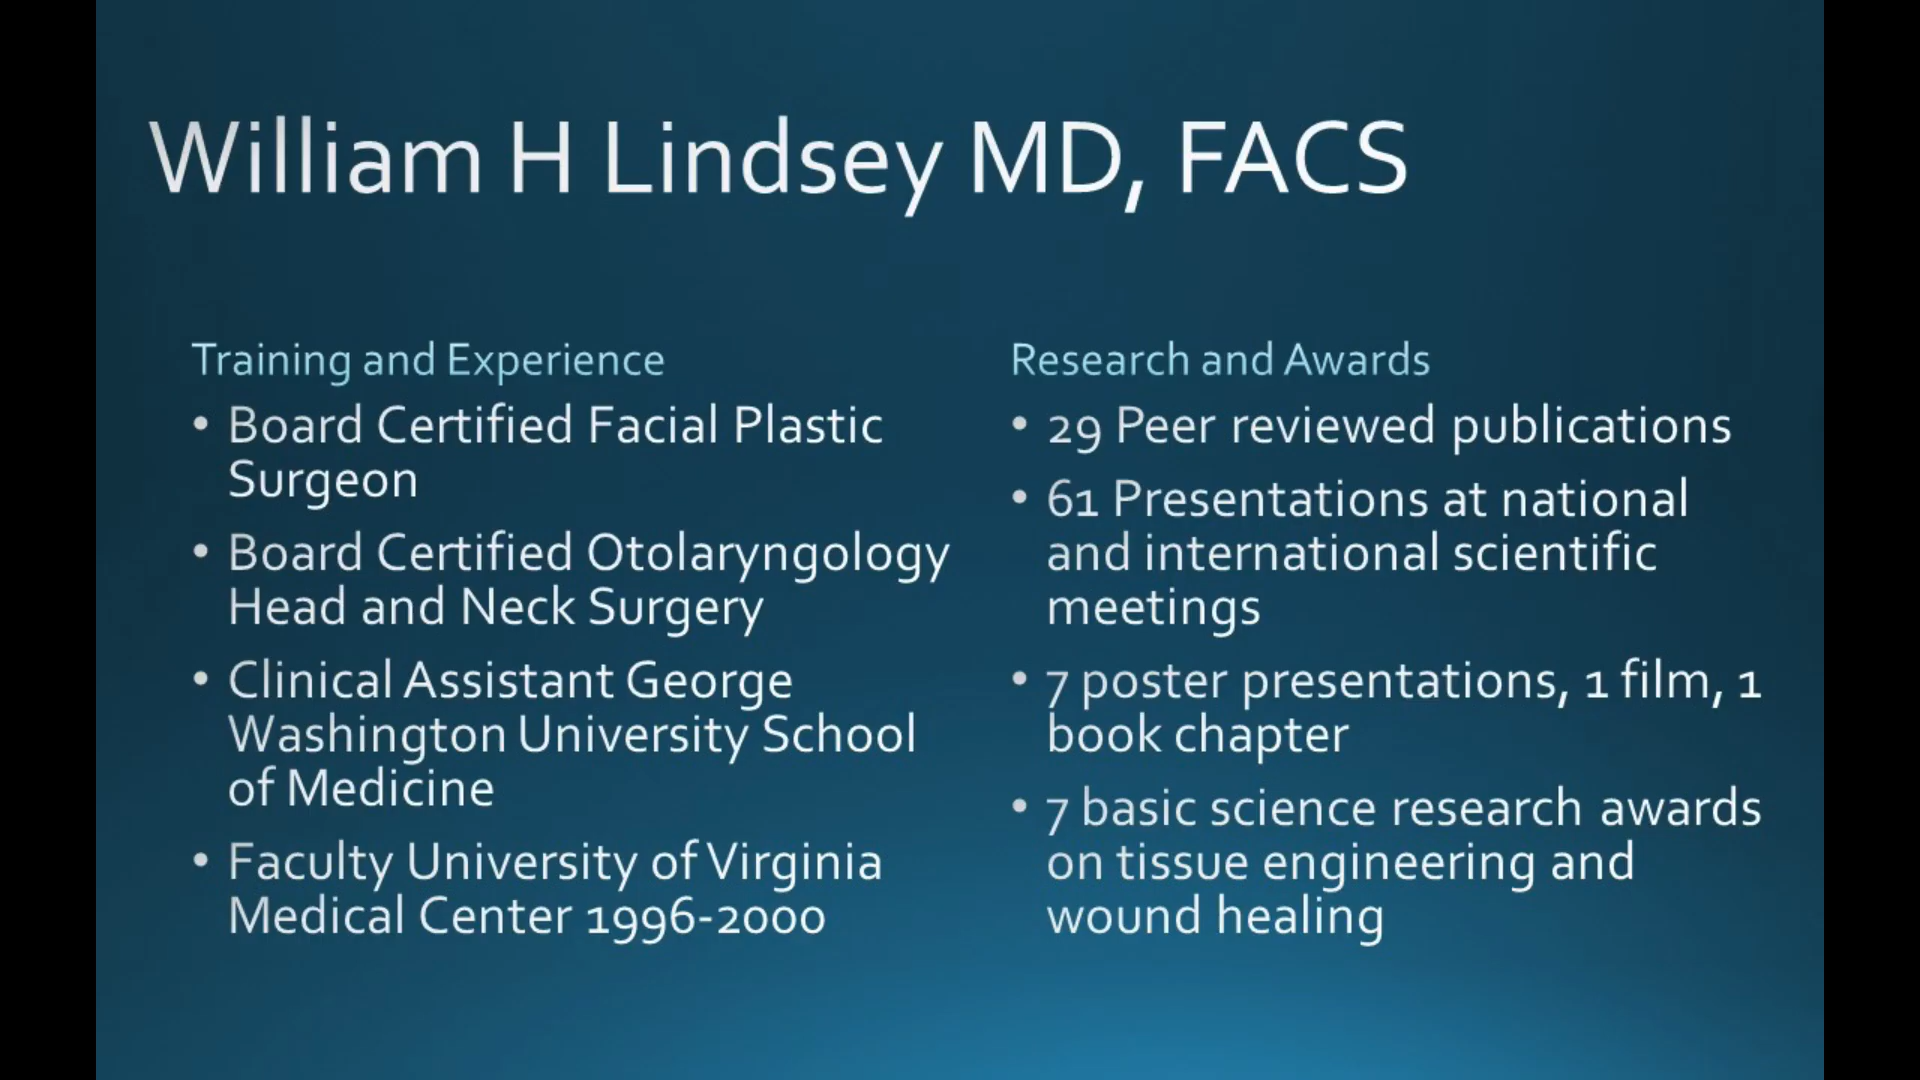 William H Lindsey MD, FACS
Training and Experience
• Board Certified Facial Plastic
Surgeon
• Board Certified Otolaryngology
Head and Neck Surgery
• Clinical Assistant George
Washington University School
of Medicine
• Faculty University of Virginia
Medical Center 1996-2000
Research and Awards
• 29 Peer reviewed publications
• 61 Presentations at national
and international scientific
meetings
• 7 poster presentations, 1 film, 1
book chapter
• 7 basic science research awards
on tissue engineering and
wound healing